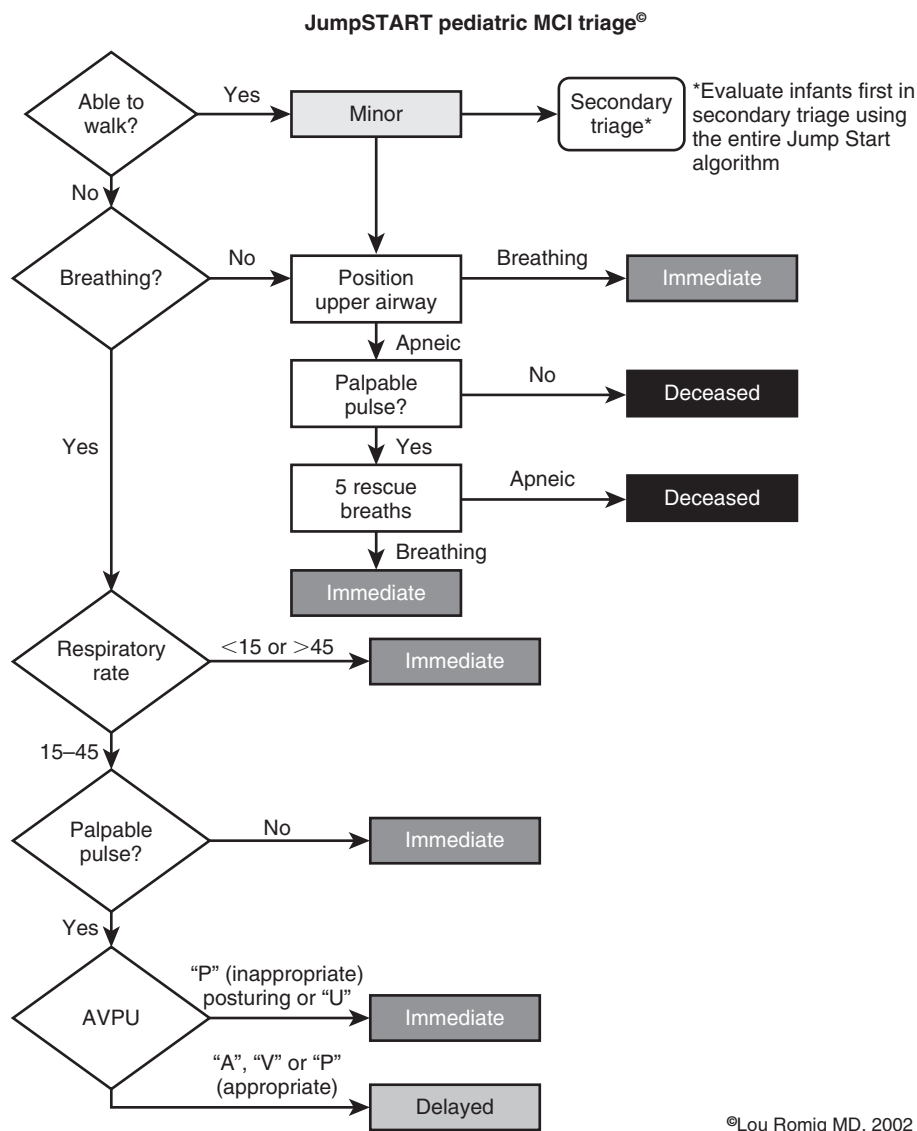 JumpSTART pediatric MCI triage©
Able to
walk?
Yes
Minor
Secondary
triage*
*Evaluate infants first in
secondary triage using
the entire Jump Start
algorithm
No
Breathing?
No
Position
upper airway
Breathing
Immediate
Apneic
Palpable
pulse?
No
Deceased
Yes
Yes
5 rescue
breaths
Apneic
Deceased
Breathing
Immediate
Respiratory
rate
<15 or >45
Immediate
15–45
Palpable
pulse?
No
Immediate
Yes
AVPU
“P” (inappropriate)
posturing or “U”
Immediate
“A”, “V” or “P”
(appropriate)
Delayed
©Lou Romig MD, 2002